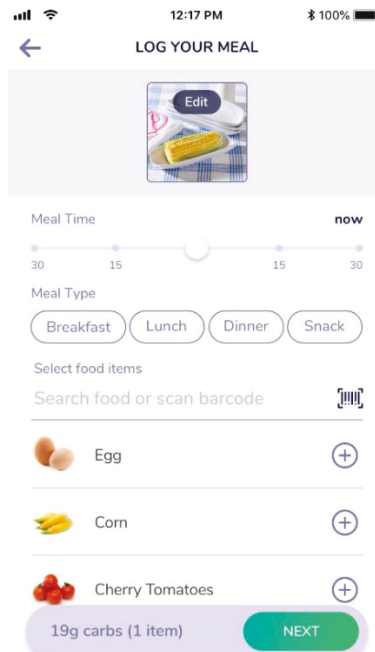 12:17 PM 100%
LOG YOUR MEAL
Edit
Meal Time now
30 15 15 30
Meal Type
Breakfast Lunch Dinner Snack
Select food items
Search food or scan barcode
Egg
Corn
Cherry Tomatoes
19g carbs (1 item) NEXT